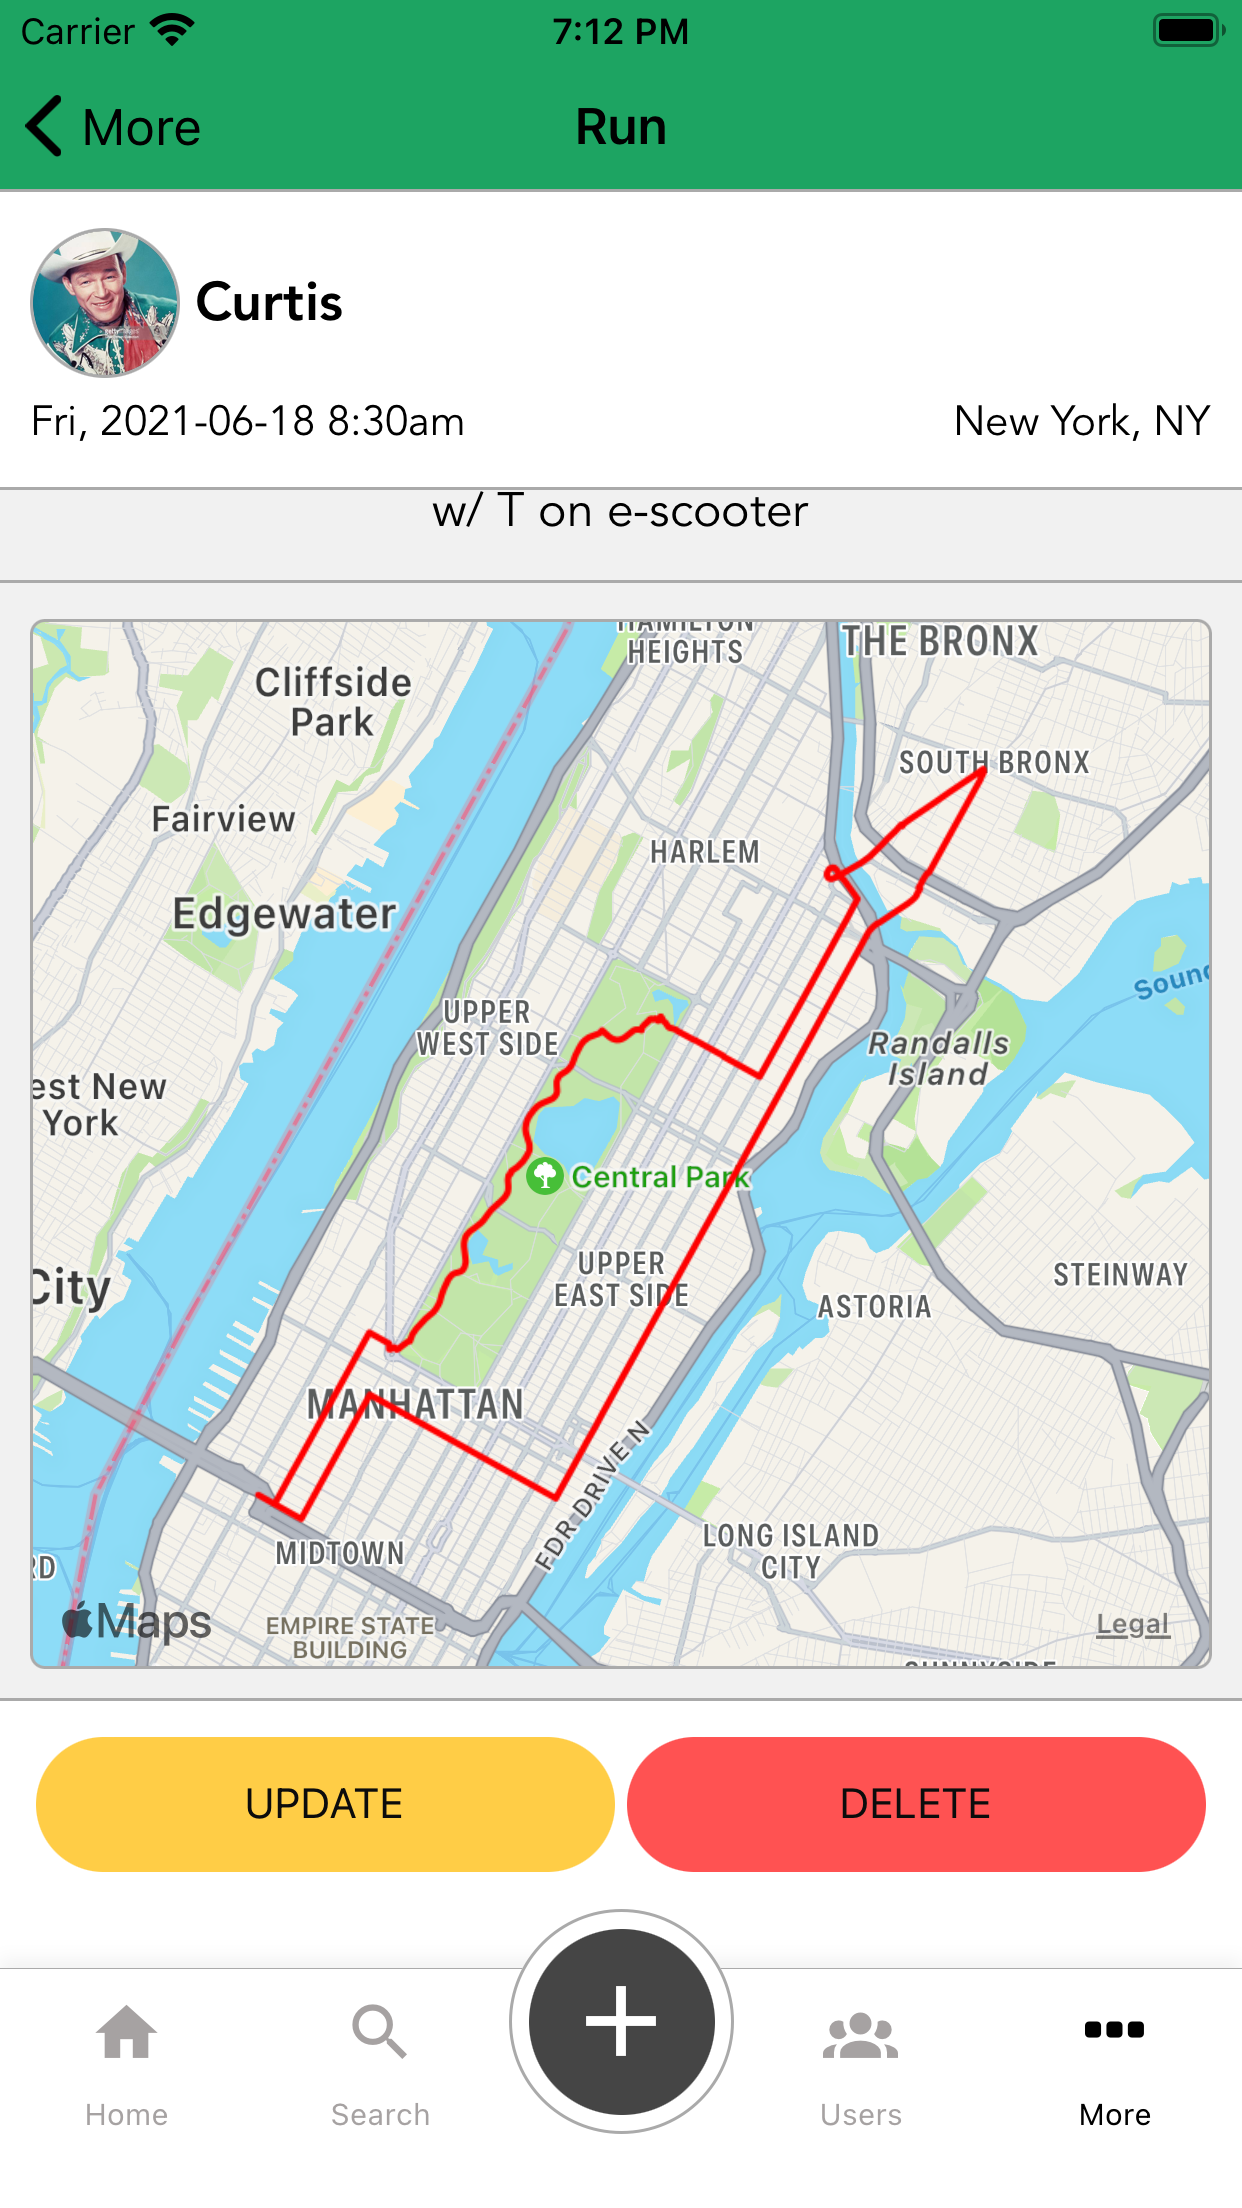 Carrier 7:12 PM
More Run
Curtis
Fri, 2021-06-18 8:30am New York, NY
w/ T on e-scooter
HAMILTON
HEIGHTS
THE BRONX
Cliffside
Park
SOUTH BRONX
Fairview
HARLEM
Edgewater
Sound
UPPER
WEST SIDE
Randalls
Island
est New
York
Central Park
UPPER
EAST SIDE
City
STEINWAY
ASTORIA
MANHATTAN
FDR DRIVE N
LONG ISLAND
CITY
MIDTOWN
RD
Maps
EMPIRE STATE
BUILDING
Legal
SUNNYSIDE
UPDATE DELETE
Home Search Users More